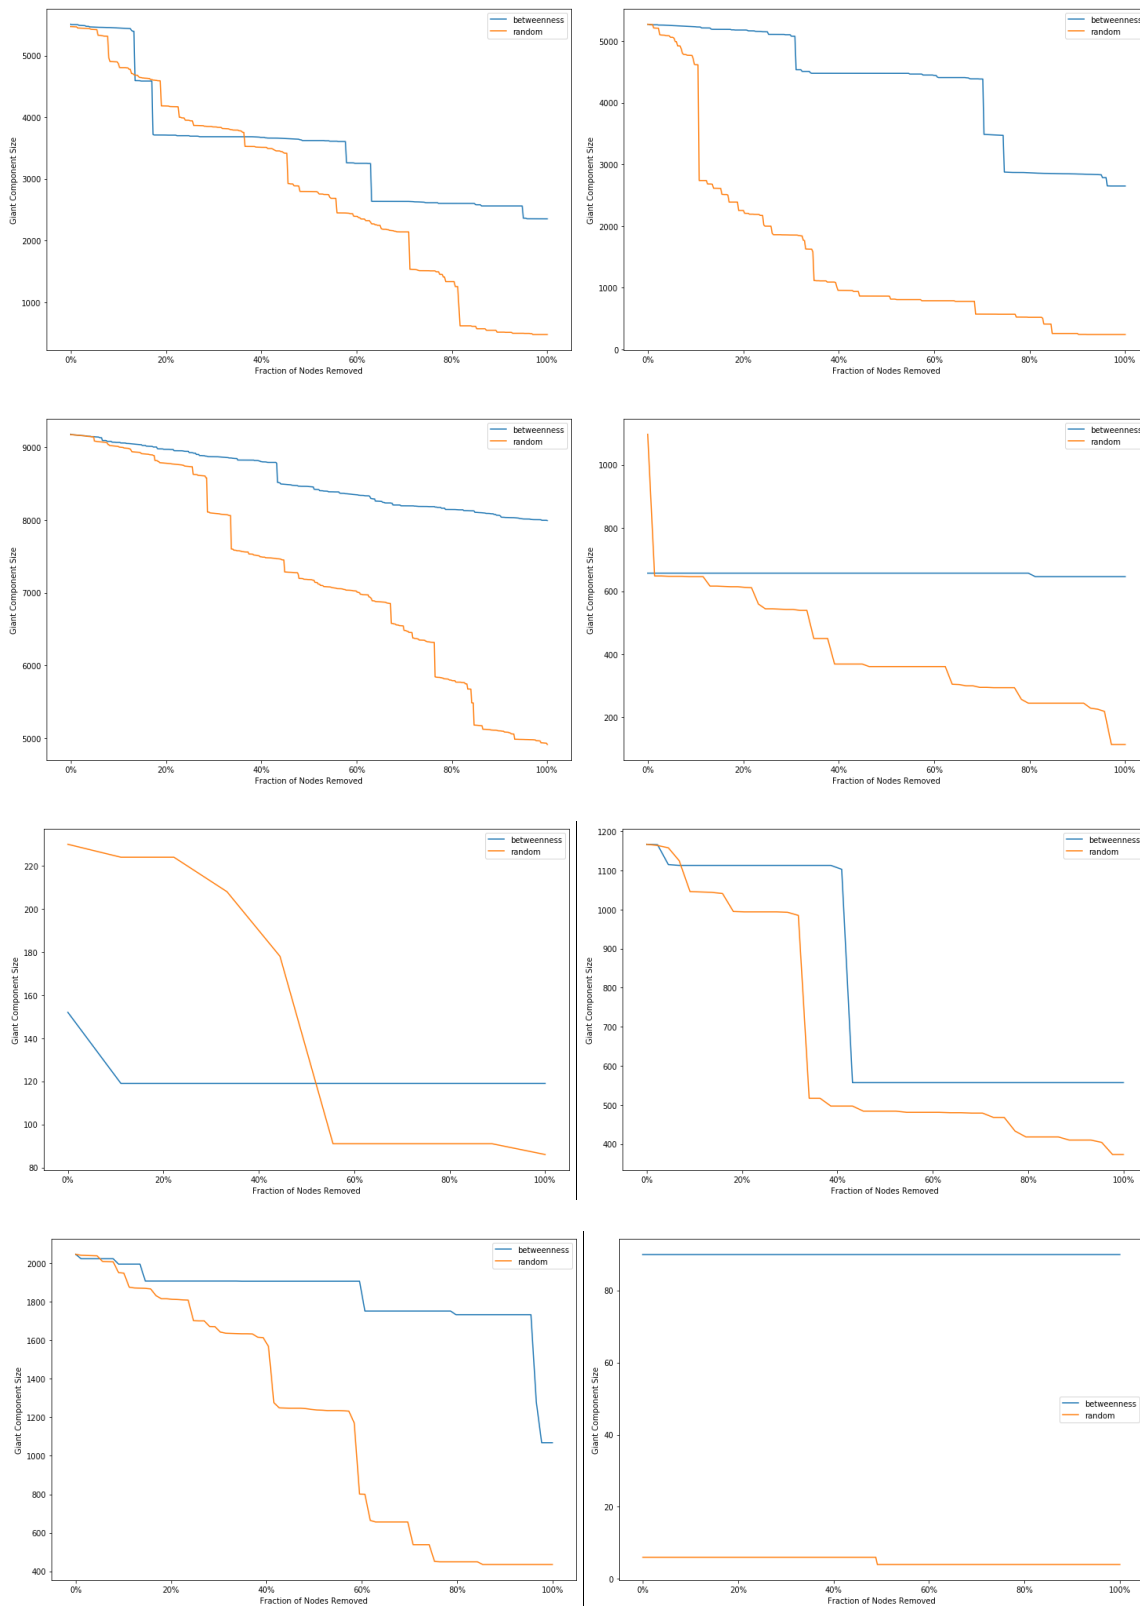 betweenness
random
5000
4000
3000
2000
1000
Giant Component Size
0% 20% 40% 60% 80% 100%
Fraction of Nodes Removed
betweenness
random
5000
4000
3000
2000
1000
0
Giant Component Size
0% 20% 40% 60% 80% 100%
Fraction of Nodes Removed
betweenness
random
9000
8000
7000
6000
5000
Giant Component Size
0% 20% 40% 60% 80% 100%
Fraction of Nodes Removed
betweenness
random
1000
800
600
400
200
Giant Component Size
0% 20% 40% 60% 80% 100%
Fraction of Nodes Removed
betweenness
random
220
200
180
160
140
120
100
80
Giant Component Size
0% 20% 40% 60% 80% 100%
Fraction of Nodes Removed
betweenness
random
1200
1100
1000
900
800
700
600
500
400
Giant Component Size
0% 20% 40% 60% 80% 100%
Fraction of Nodes Removed
betweenness
random
2000
1800
1600
1400
1200
1000
800
600
400
Giant Component Size
0% 20% 40% 60% 80% 100%
Fraction of Nodes Removed
betweenness
random
80
60
40
20
0
Giant Component Size
0% 20% 40% 60% 80% 100%
Fraction of Nodes Removed